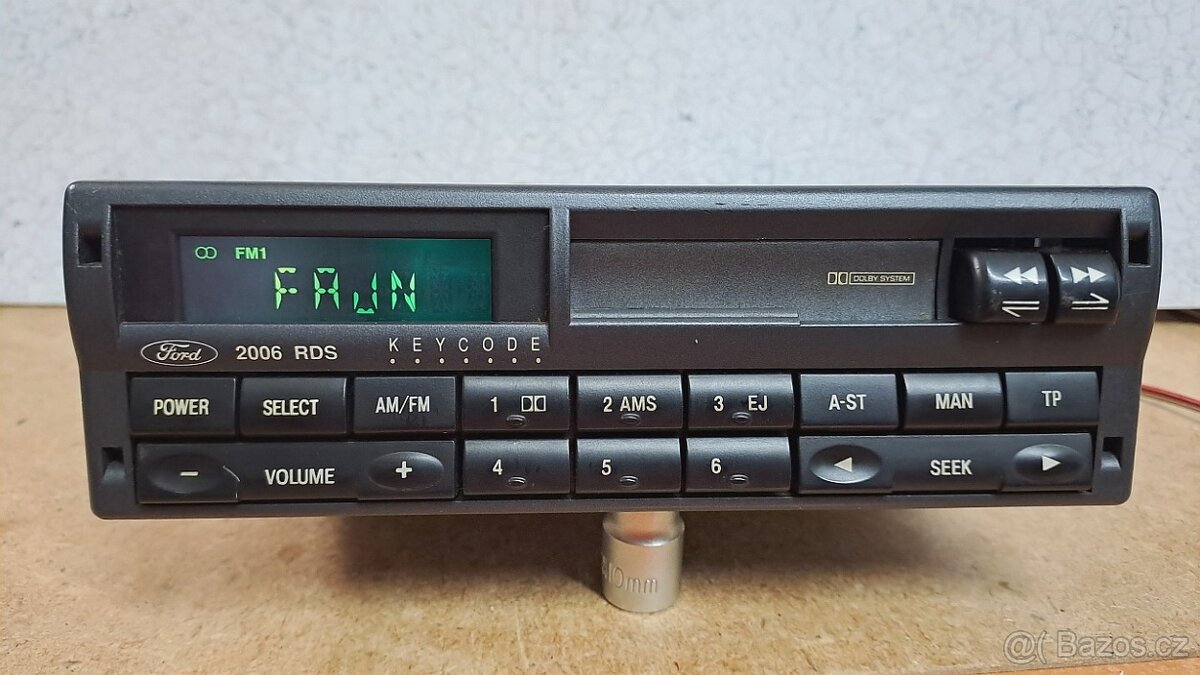 FM1
FAJN
DOLBY SYSTEM
Ford 2006 RDS KEYCODE
POWER SELECT AM/FM 1 2 AMS 3 EJ A-ST MAN TP
- VOLUME + 4 5 6 SEEK
10mm
@( Bazos.cz